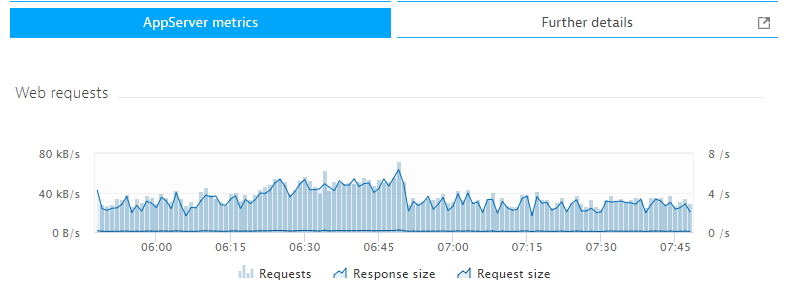 AppServer metrics
Further details
Web requests
80 kB/s
8 /s
40 kB/s
4 /s
0 B/s
0 /s
06:00 06:15 06:30 06:45 07:00 07:15 07:30 07:45
Requests Response size Request size